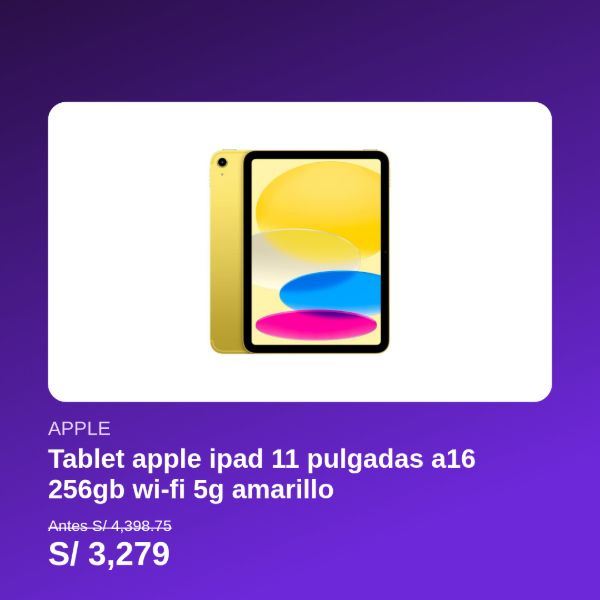 APPLE
Tablet apple ipad 11 pulgadas a16
256gb wi-fi 5g amarillo
Antes S/ 4,398.75
S/ 3,279